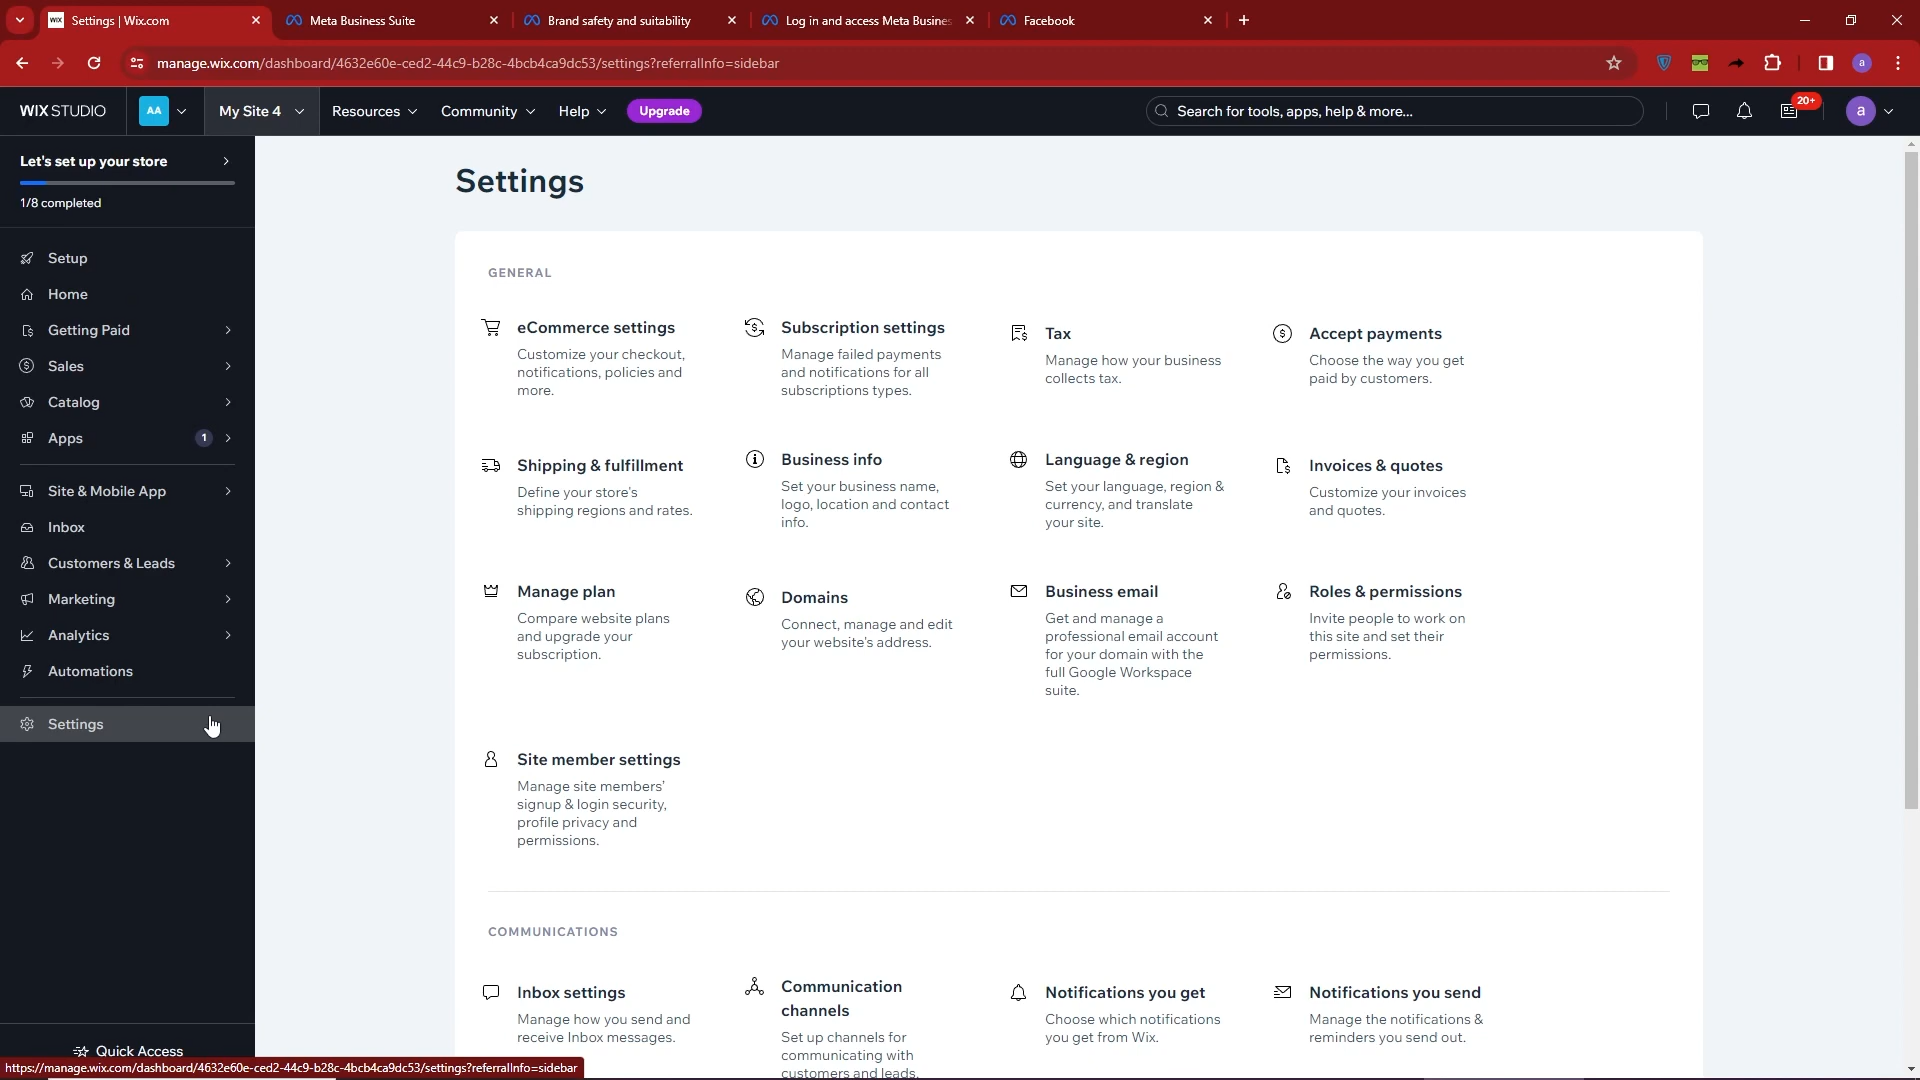 Settings | Wix.com
Meta Business Suite
Brand safety and suitability
Log in and access Meta Busines
Facebook
manage.wix.com/dashboard/4632e60e-ced2-44c9-b28c-4bcb4ca9dc53/settings?referralInfo=sidebar
a
WIX STUDIO
AA
My Site 4
Resources
Community
Help
Upgrade
Search for tools, apps, help & more...
20+
a
Let's set up your store
1/8 completed
Setup
Home
Getting Paid
Sales
Catalog
Apps
1
Site & Mobile App
Inbox
Customers & Leads
Marketing
Analytics
Automations
Settings
Quick Access
https://manage.wix.com/dashboard/4632e60e-ced2-44c9-b28c-4bcb4ca9dc53/settings?referralInfo=sidebar
Settings
GENERAL
eCommerce settings
Customize your checkout,
notifications, policies and
more.
Subscription settings
Manage failed payments
and notifications for all
subscriptions types.
Tax
Manage how your business
collects tax.
Accept payments
Choose the way you get
paid by customers.
Shipping & fulfillment
Define your store's
shipping regions and rates.
Business info
Set your business name,
logo, location and contact
info.
Language & region
Set your language, region &
currency, and translate
your site.
Invoices & quotes
Customize your invoices
and quotes.
Manage plan
Compare website plans
and upgrade your
subscription.
Domains
Connect, manage and edit
your website's address.
Business email
Get and manage a
professional email account
for your domain with the
full Google Workspace
suite.
Roles & permissions
Invite people to work on
this site and set their
permissions.
Site member settings
Manage site members'
signup & login security,
profile privacy and
permissions.
COMMUNICATIONS
Inbox settings
Manage how you send and
receive Inbox messages.
Communication
channels
Set up channels for
communicating with
customers and leads.
Notifications you get
Choose which notifications
you get from Wix.
Notifications you send
Manage the notifications &
reminders you send out.